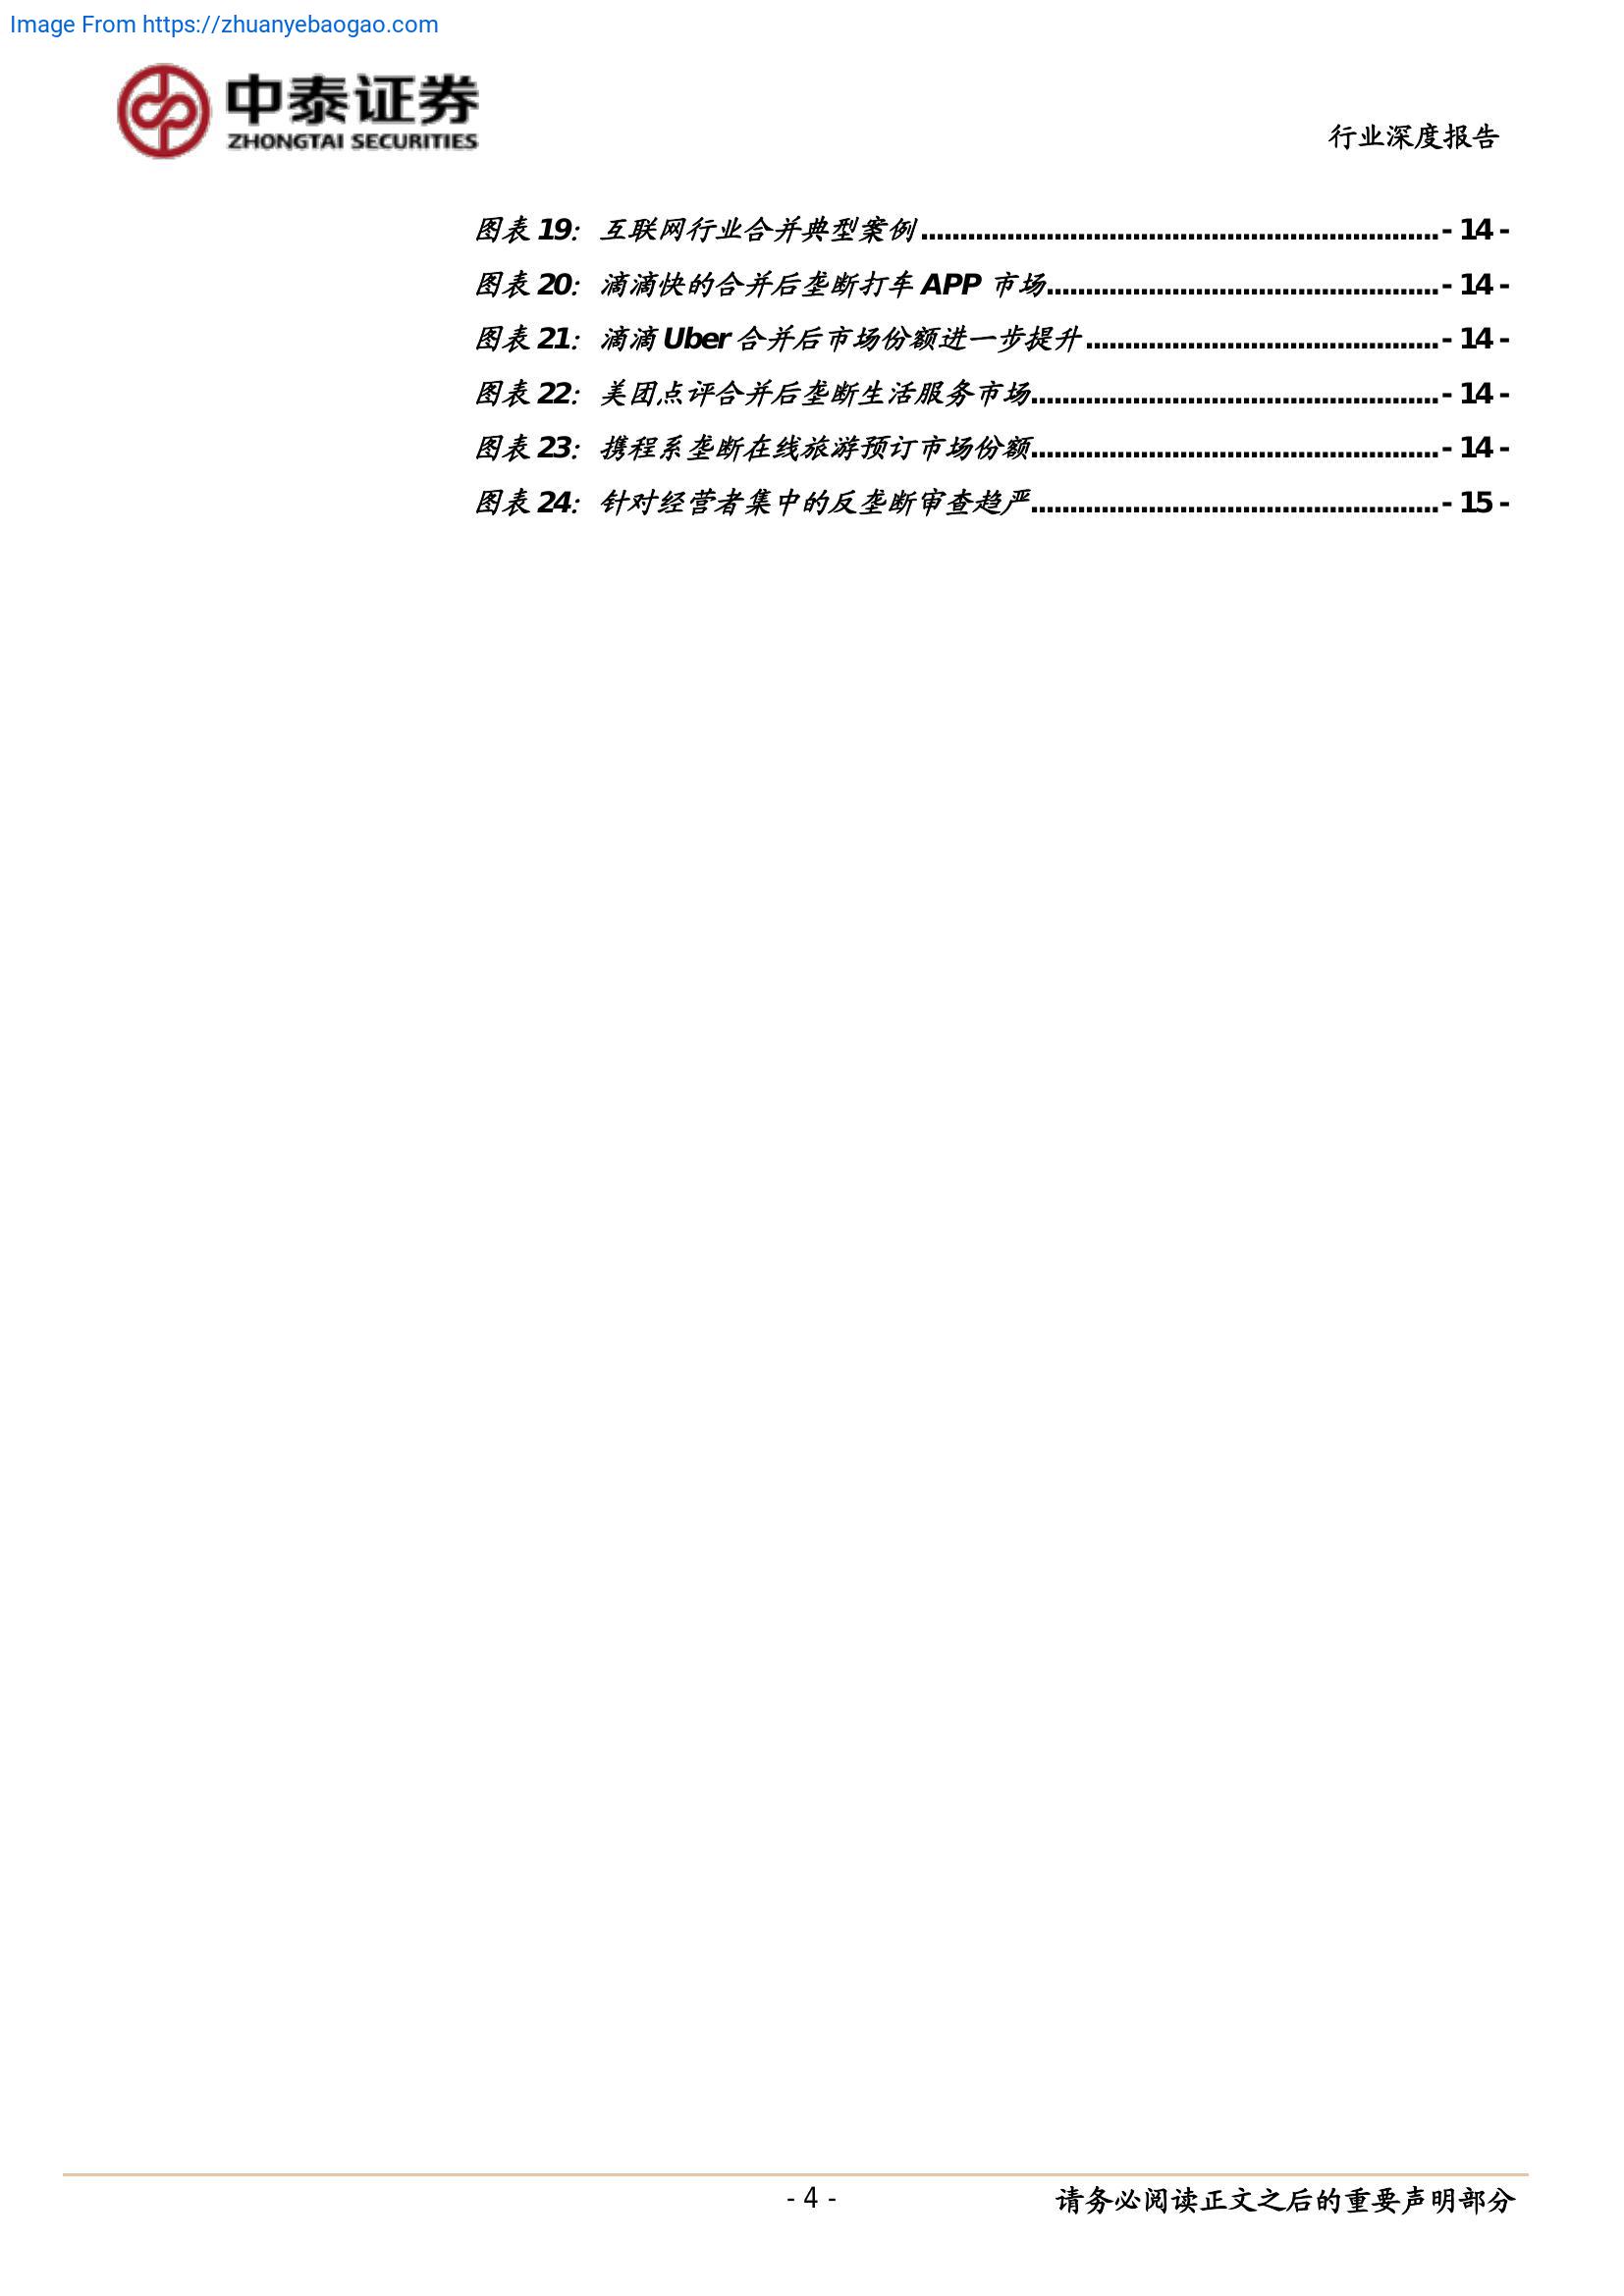 Image From https://zhuanyebaogao.com
中泰证券
ZHONGTAI SECURITIES
行业深度报告
图表 19：互联网行业合并典型案例..................................................................- 14 -
图表 20：滴滴快的合并后垄断打车 APP 市场..................................................- 14 -
图表 21：滴滴 Uber 合并后市场份额进一步提升.............................................- 14 -
图表 22：美团点评合并后垄断生活服务市场....................................................- 14 -
图表 23：携程系垄断在线旅游预订市场份额....................................................- 14 -
图表 24：针对经营者集中的反垄断审查趋严....................................................- 15 -
- 4 -
请务必阅读正文之后的重要声明部分